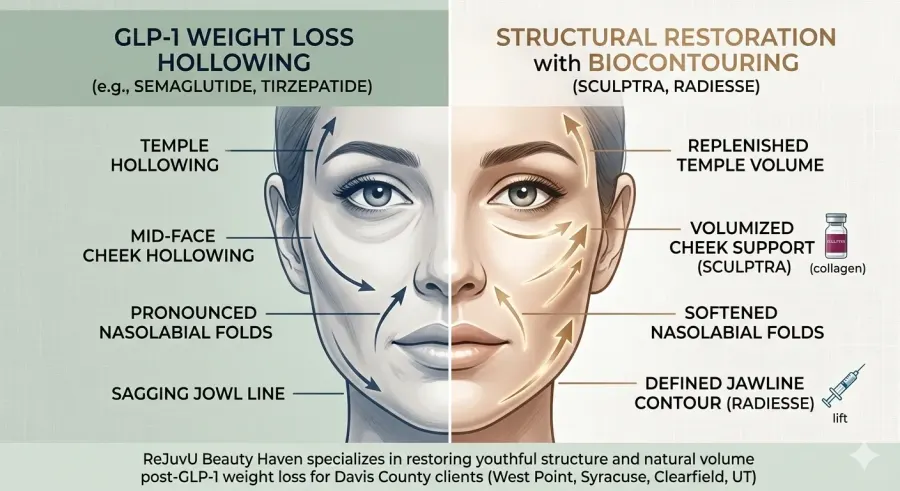 GLP-1 WEIGHT LOSS
HOLLOWING
(e.g., SEMAGLUTIDE, TIRZEPATIDE)
TEMPLE
HOLLOWING
MID-FACE
CHEEK HOLLOWING
PRONOUNCED
NASOLABIAL FOLDS
SAGGING JOWL LINE
STRUCTURAL RESTORATION
with BIOCONTOURING
(SCULPTRA, RADIESSE)
REPLENISHED
TEMPLE VOLUME
VOLUMIZED
CHEEK SUPPORT
(SCULPTRA)
(collagen)
SOFTENED
NASOLABIAL FOLDS
DEFINED JAWLINE
CONTOUR (RADIESSE)
lift
ReJuvU Beauty Haven specializes in restoring youthful structure and natural volume
post-GLP-1 weight loss for Davis County clients (West Point, Syracuse, Clearfield, UT)